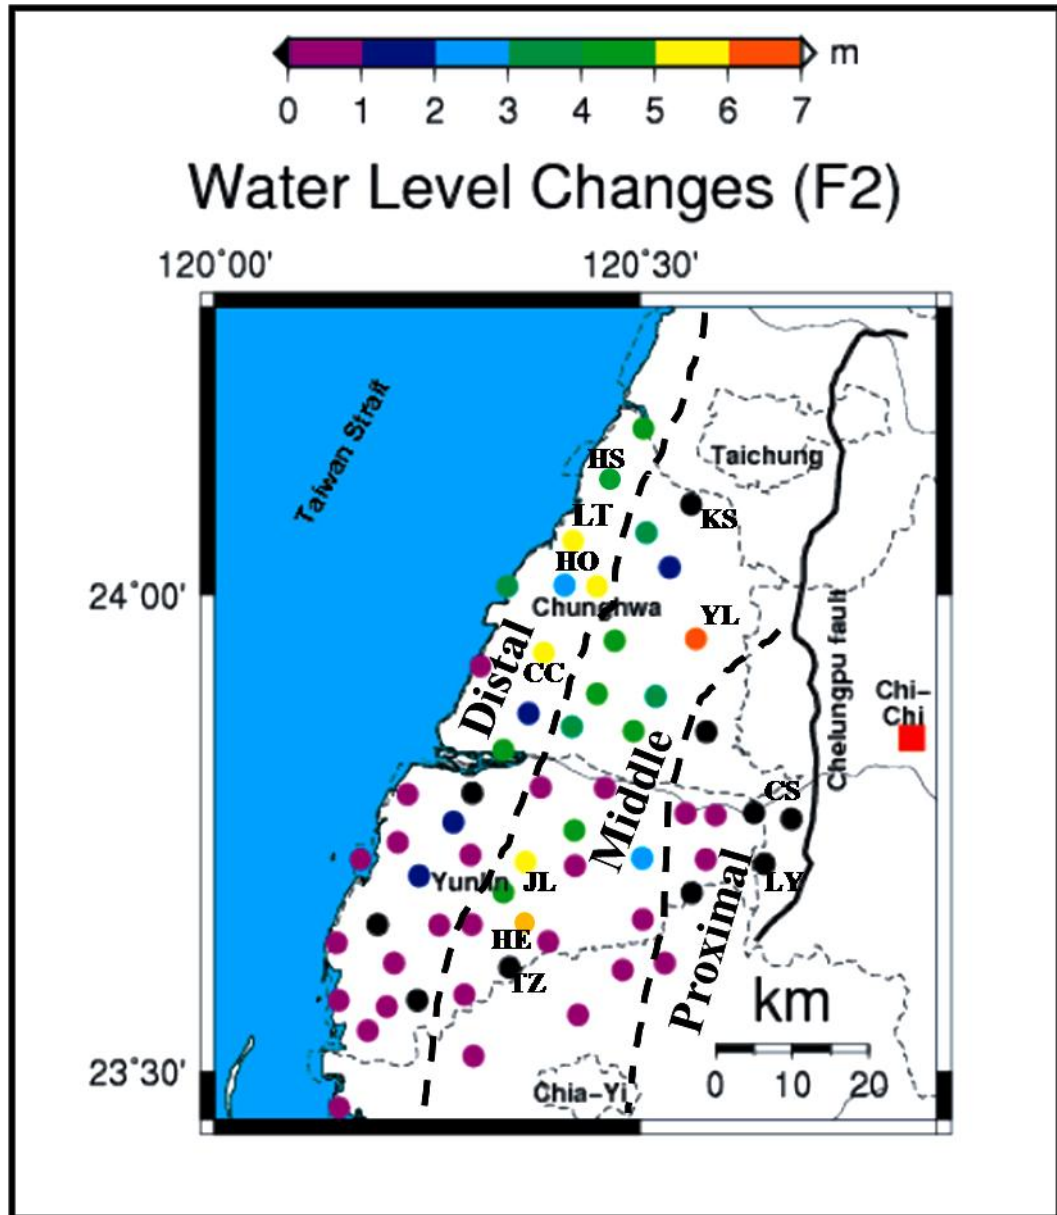 m
0 1 2 3 4 5 6 7
Water Level Changes (F2)
120°00' 120°30'
Taiwan Strait
HS
Taichung
LT
KS
HO
24°00'
Chunghwa
YL
Distal
CC
Chelungpu fault
Chi-
Chi
Middle
CS
JL
LY
Yunlin
HE
TZ
Proximal
km
23°30'
Chia-Yi
0 10 20